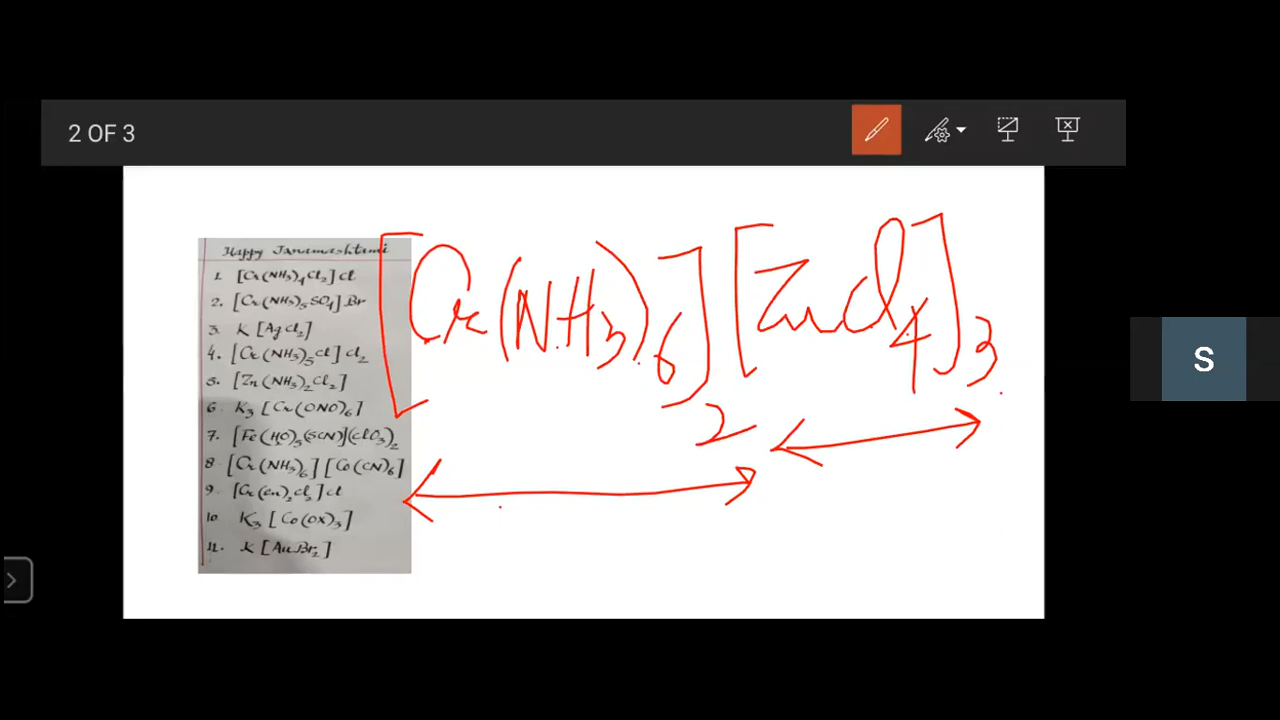 2 OF 3
Happy Janamashtami
1. [Cr(NH3)4Cl2]Cl
2. [Cr(NH3)5SO4]Br
3. K[AgCl2]
4. [Cr(NH3)5Cl]Cl2
5. [Zn(NH3)2Cl2]
6 K3[Cr(ONO)6]
7. [Fe(HO)5(SCN)](ClO3)2
8 [Cr(NH3)6][Co(CN)6]
9. [Cr(en)2Cl2]Cl
10 K3[Co(OX)3]
11. K[AuBr2]
[Cr(NH3)6]2[ZnCl4]3
S